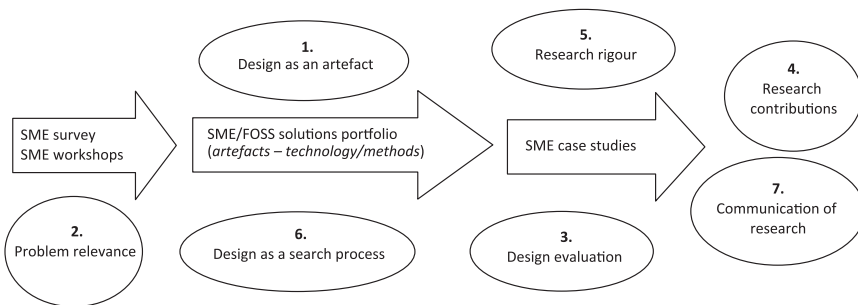 1.
Design as an artefact
5.
Research rigour
4.
Research
contributions
SME survey
SME workshops
SME/FOSS solutions portfolio
(artefacts – technology/methods)
SME case studies
2.
Problem relevance
6.
Design as a search process
3.
Design evaluation
7.
Communication of
research